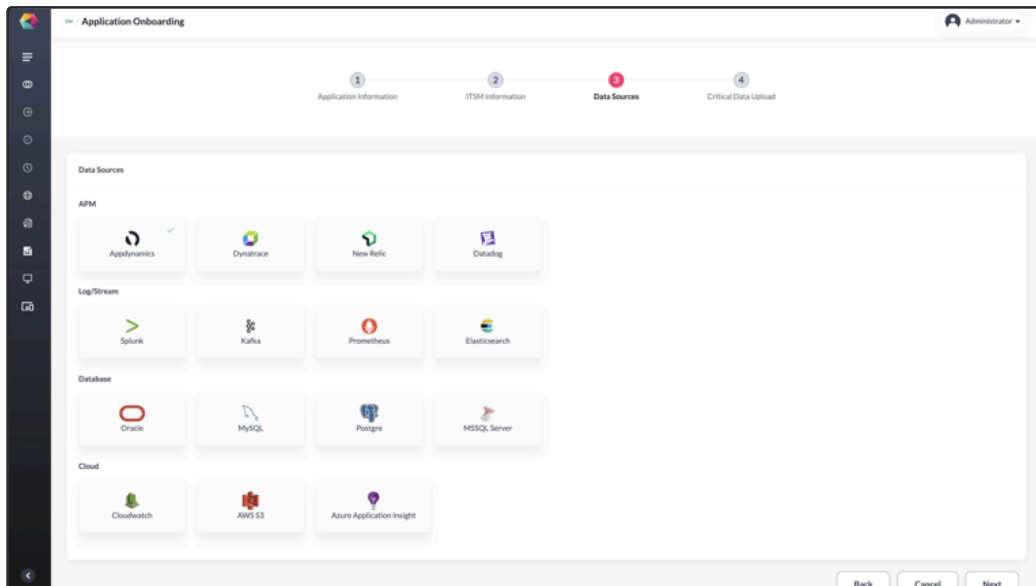 / Application Onboarding
Administrator
1 2 3 4
Application Information ITSM Information Data Sources Critical Data Upload
Data Sources
APM
Appdynamics Dynatrace New Relic Datadog
Log/Stream
Splunk Kafka Prometheus Elasticsearch
Database
Oracle MySQL Postgre MSSQL Server
Cloud
Cloudwatch AWS S3 Azure Application Insight
Back Cancel Next